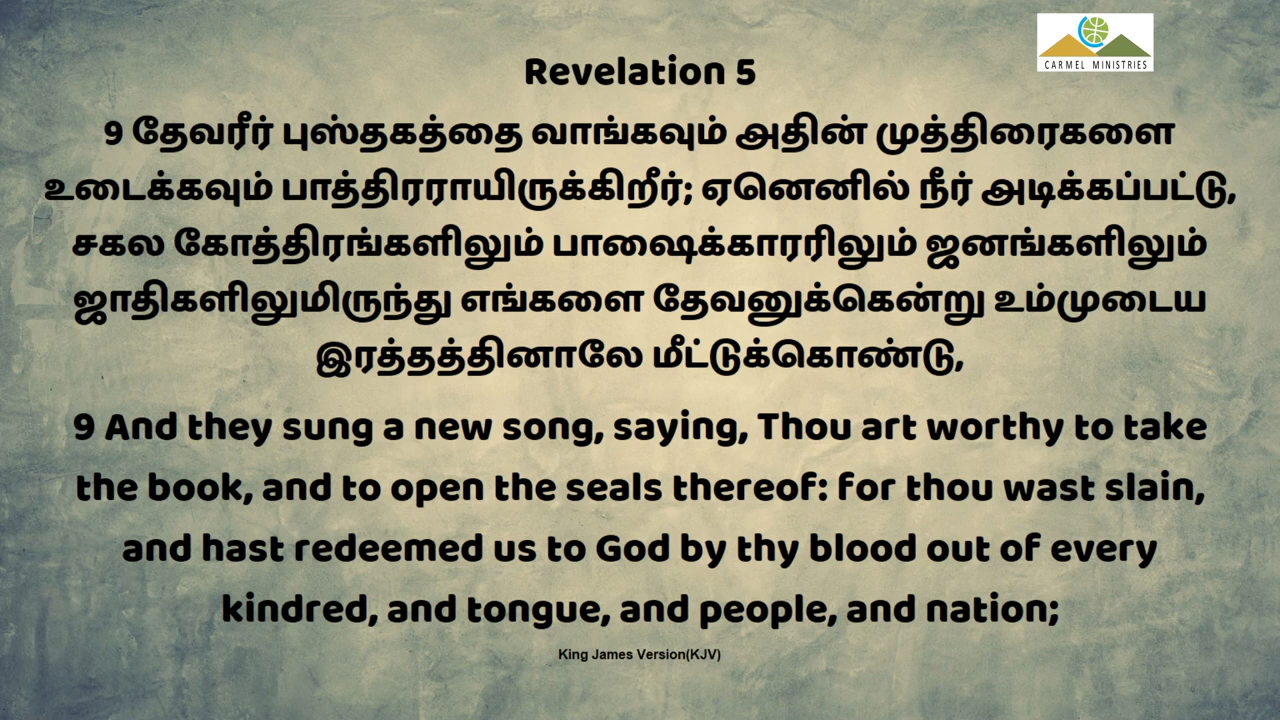 CARMEL MINISTRIES
Revelation 5
9 தேவரீர் புஸ்தகத்தை வாங்கவும் அதின் முத்திரைகளை
உடைக்கவும் பாத்திரராயிருக்கிறீர்; ஏனெனில் நீர் அடிக்கப்பட்டு,
சகல கோத்திரங்களிலும் பாஷைக்காரரிலும் ஜனங்களிலும்
ஜாதிகளிலுமிருந்து எங்களை தேவனுக்கென்று உம்முடைய
இரத்தத்தினாலே மீட்டுக்கொண்டு,
9 And they sung a new song, saying, Thou art worthy to take
the book, and to open the seals thereof: for thou wast slain,
and hast redeemed us to God by thy blood out of every
kindred, and tongue, and people, and nation;
King James Version(KJV)